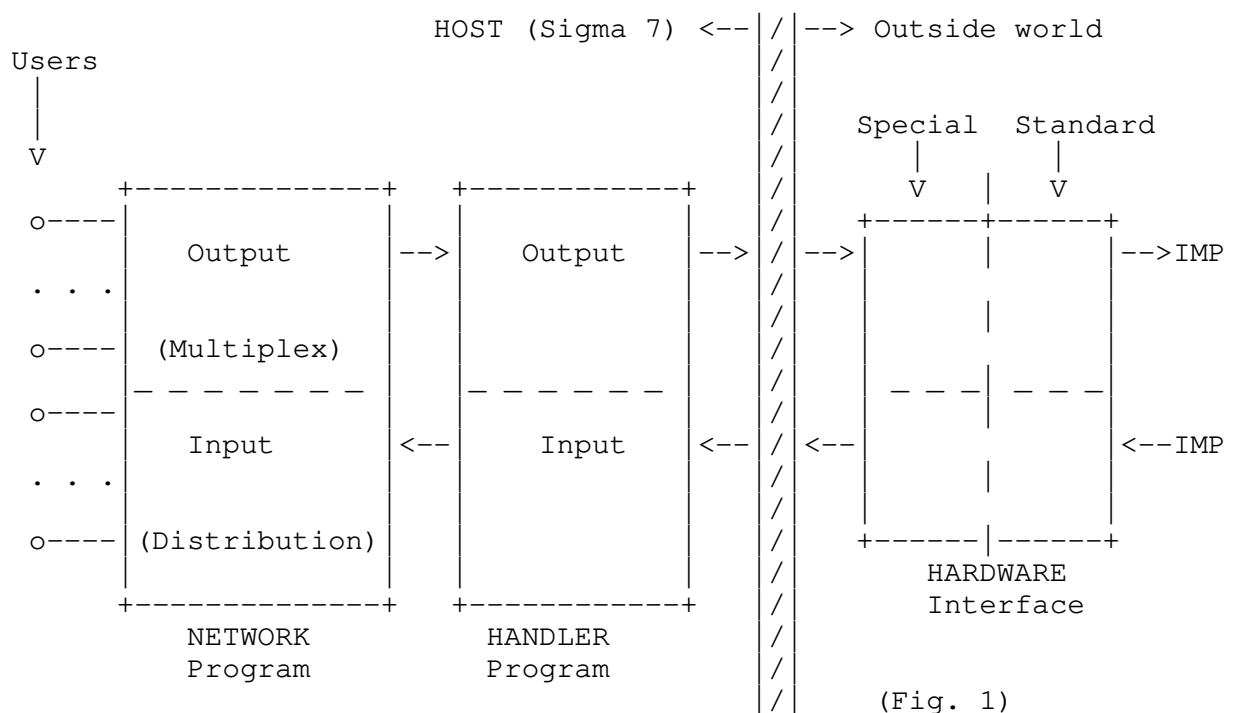 HOST (Sigma 7) <--|/|--> Outside world
Users
Special Standard
V
V V
o----
Output --> Output -->|/|--> -->IMP
. . .
o---- (Multiplex)
o----
Input <-- Input <--|/|<-- <--IMP
. . .
o---- (Distribution)
HARDWARE
Interface
NETWORK HANDLER
Program Program
(Fig. 1)